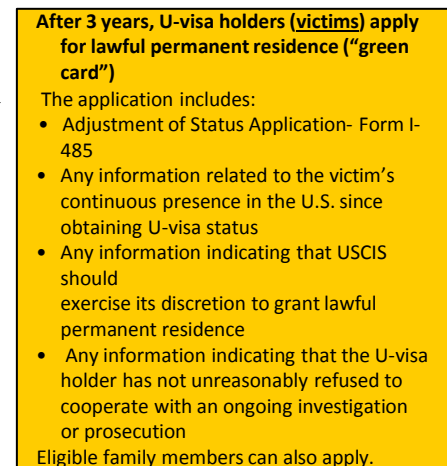 After 3 years, U-visa holders (victims) apply
for lawful permanent residence (“green
card”)
The application includes:
• Adjustment of Status Application- Form I-
485
• Any information related to the victim’s
continuous presence in the U.S. since
obtaining U-visa status
• Any information indicating that USCIS
should
exercise its discretion to grant lawful
permanent residence
• Any information indicating that the U-visa
holder has not unreasonably refused to
cooperate with an ongoing investigation
or prosecution
Eligible family members can also apply.